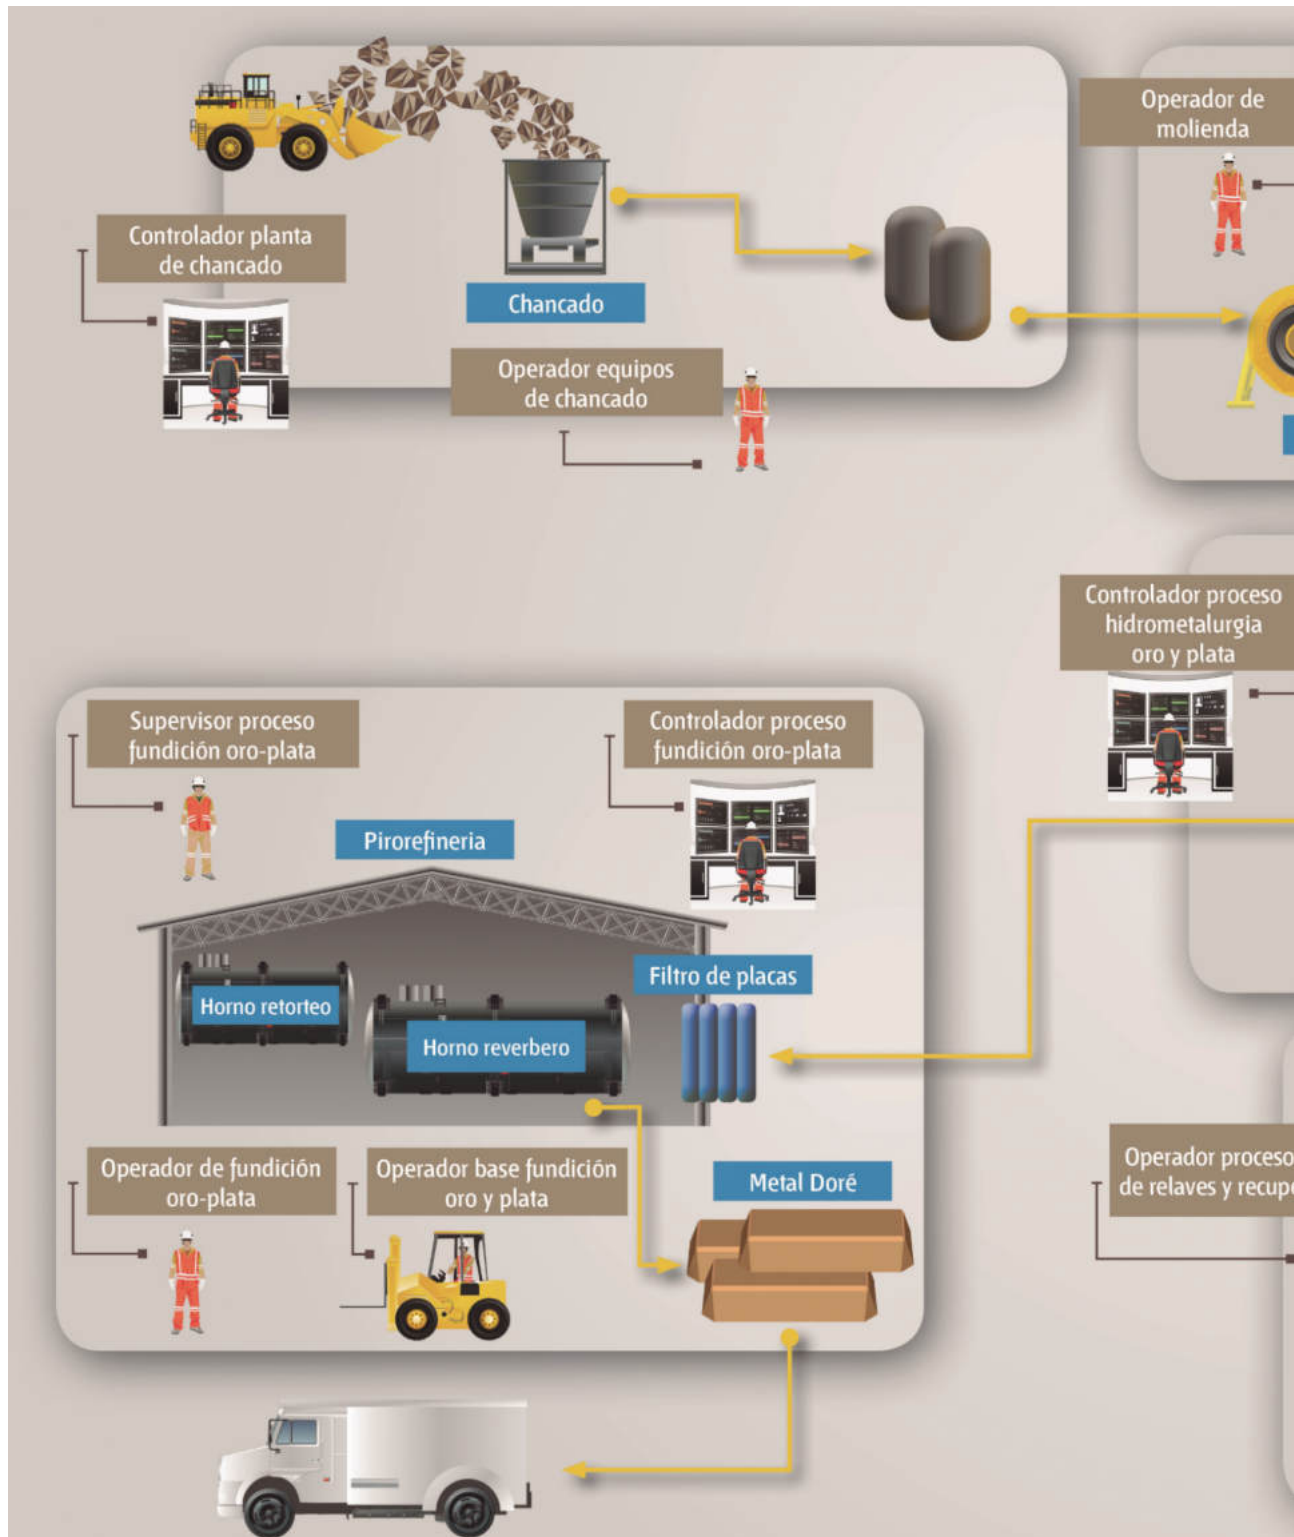 Operador de
molienda
Controlador planta
de chancado
Chancado
Operador equipos
de chancado
Controlador proceso
hidrometalurgia
oro y plata
Supervisor proceso
fundición oro-plata
Controlador proceso
fundición oro-plata
Pirorefineria
Filtro de placas
Horno retorteo
Horno reverbero
Operador de fundición
oro-plata
Operador base fundición
oro y plata
Metal Doré
Operador proceso
de relaves y recupe